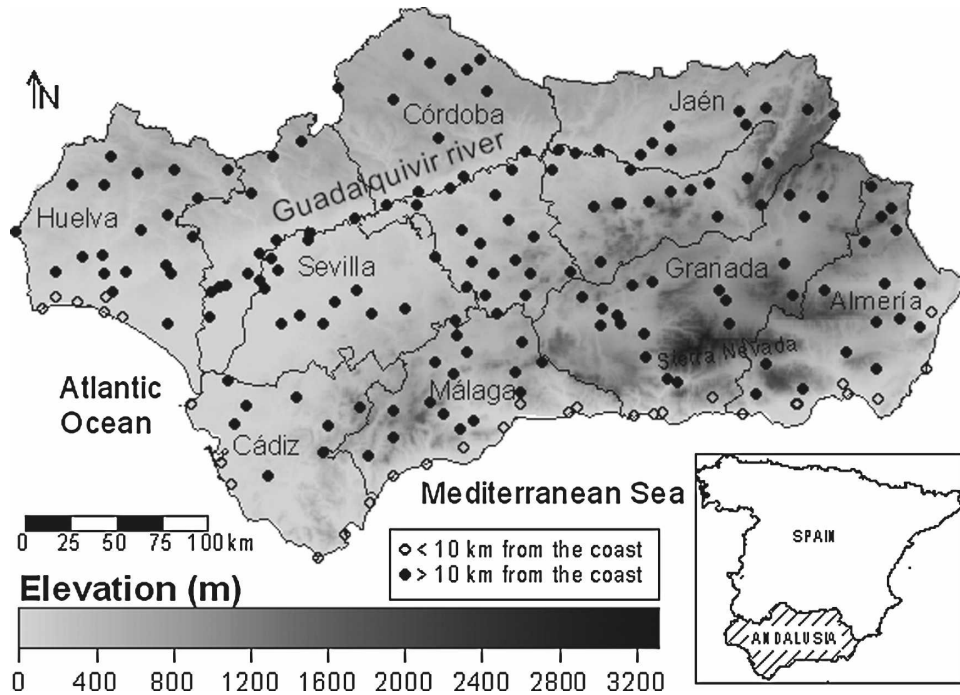 N
Córdoba
Jaén
Guadalquivir river
Huelva
Sevilla
Granada
Almería
Sierra Nevada
Atlantic
Ocean
Málaga
Cádiz
Mediterranean Sea
0 25 50 75 100 km
< 10 km from the coast
> 10 km from the coast
Elevation (m)
0 400 800 1200 1600 2000 2400 2800 3200
SPAIN
ANDALUSIA